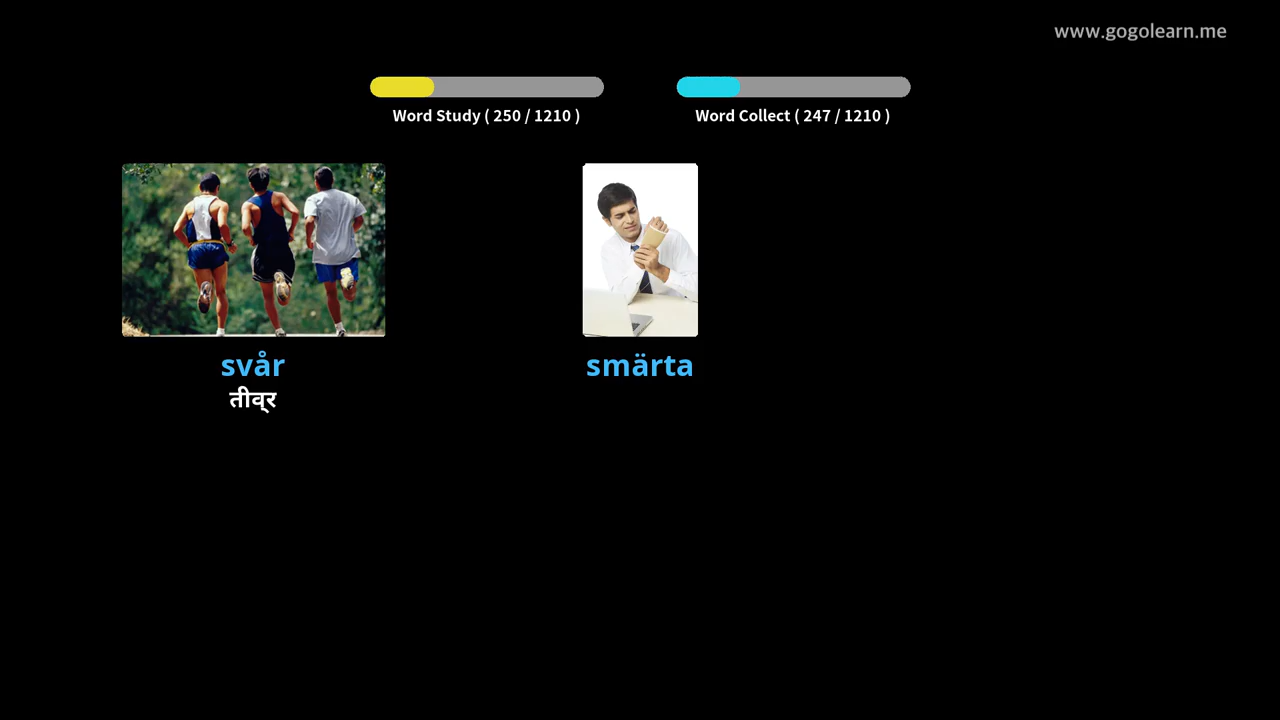 www.gogolearn.me
Word Study ( 250 / 1210 )
Word Collect ( 247 / 1210 )
svår
तीव्र
smärta